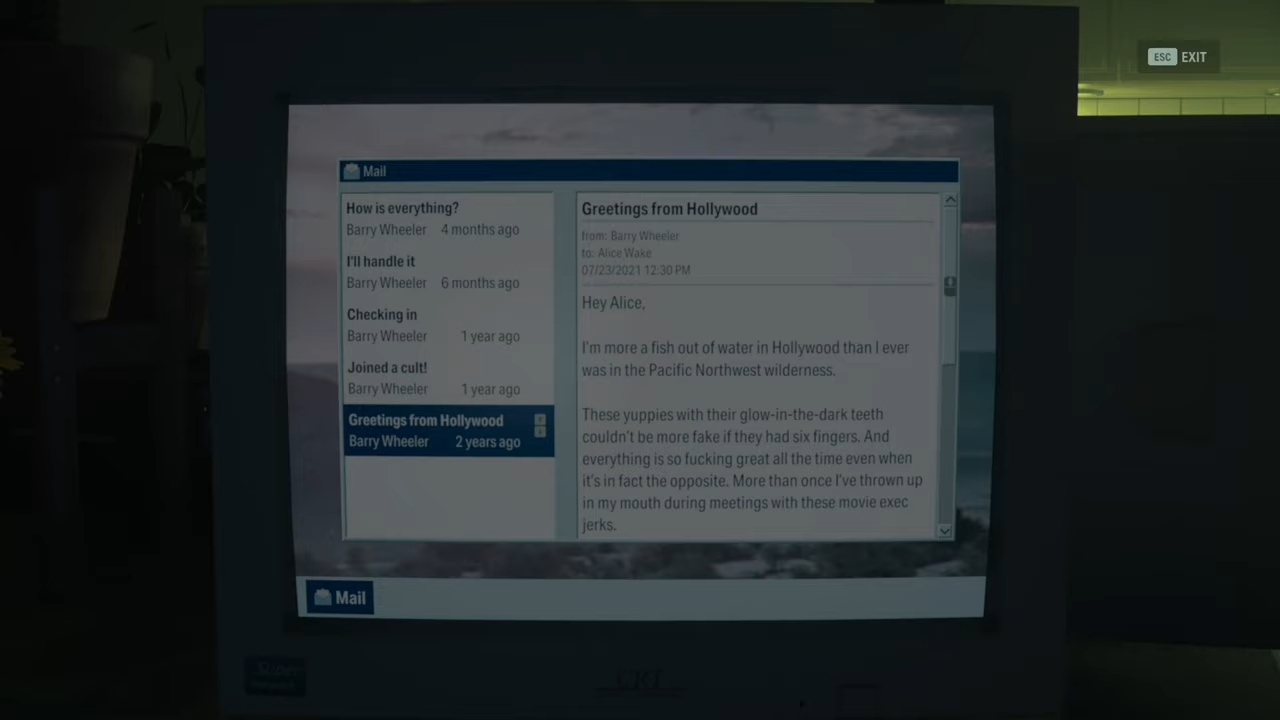 ESC EXIT
Mail
How is everything?
Barry Wheeler 4 months ago
I'll handle it
Barry Wheeler 6 months ago
Checking in
Barry Wheeler 1 year ago
Joined a cult!
Barry Wheeler 1 year ago
Greetings from Hollywood
Barry Wheeler 2 years ago
Greetings from Hollywood
from: Barry Wheeler
to: Alice Wake
07/23/2021 12:30 PM
Hey Alice,
I'm more a fish out of water in Hollywood than I ever
was in the Pacific Northwest wilderness.
These yuppies with their glow-in-the-dark teeth
couldn't be more fake if they had six fingers. And
everything is so fucking great all the time even when
it's in fact the opposite. More than once I've thrown up
in my mouth during meetings with these movie exec
jerks.
Mail
CRT